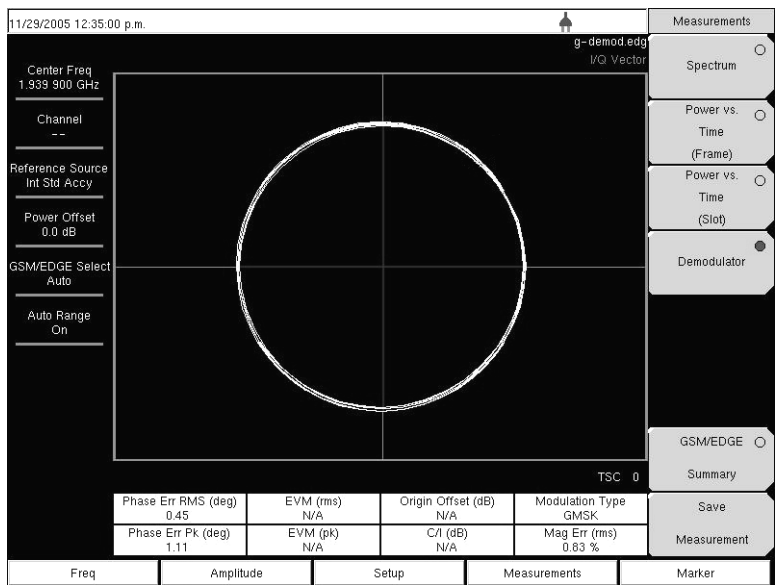 11/29/2005 12:35:00 p.m.
Measurements
g-demod.edg
I/Q Vector
Center Freq
1.939 900 GHz
Channel
--
Reference Source
Int Std Accy
Power Offset
0.0 dB
GSM/EDGE Select
Auto
Auto Range
On
Spectrum
Power vs.
Time
(Frame)
Power vs.
Time
(Slot)
Demodulator
GSM/EDGE
Summary
Save
Measurement
TSC 0
Phase Err RMS (deg)
0.45
EVM (rms)
N/A
Origin Offset (dB)
N/A
Modulation Type
GMSK
Phase Err Pk (deg)
1.11
EVM (pk)
N/A
C/I (dB)
N/A
Mag Err (rms)
0.83 %
Freq
Amplitude
Setup
Measurements
Marker